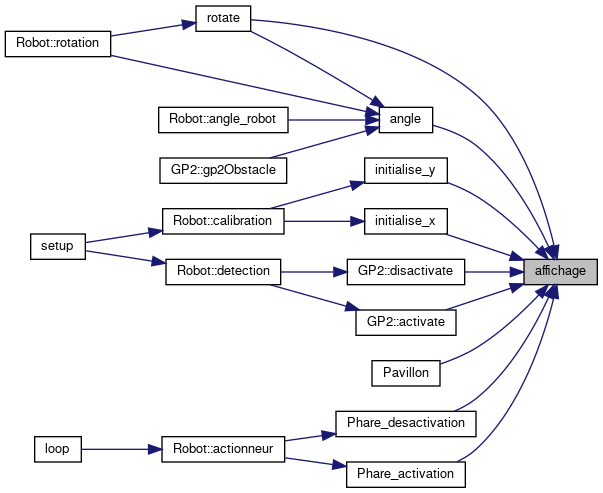 rotate
Robot::rotation
Robot::angle_robot
angle
GP2::gp2Obstacle
initialise_y
Robot::calibration
initialise_x
setup
Robot::detection
GP2::disactivate
affichage
GP2::activate
Pavillon
Phare_desactivation
loop
Robot::actionneur
Phare_activation